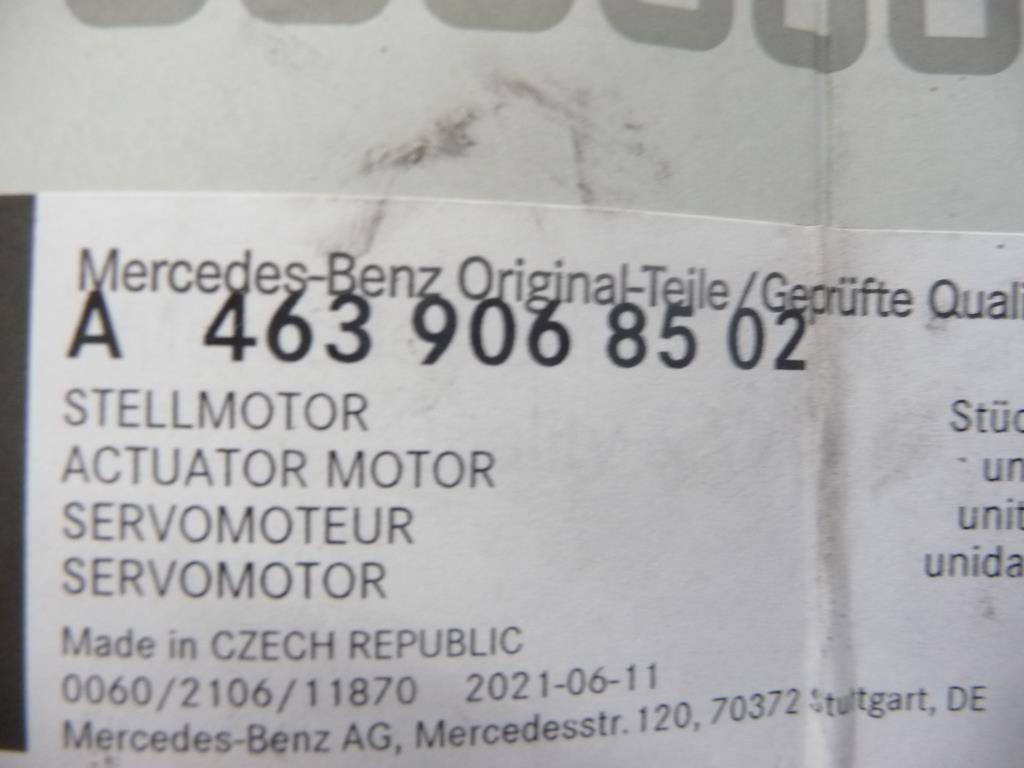 Mercedes-Benz Original-Teile/Geprüfte Quali
A 463 906 85 02
STELLMOTOR Stüc
ACTUATOR MOTOR un
SERVOMOTEUR unit
SERVOMOTOR unida
Made in CZECH REPUBLIC
0060/2106/11870 2021-06-11
Mercedes-Benz AG, Mercedesstr. 120, 70372 Stuttgart, DE